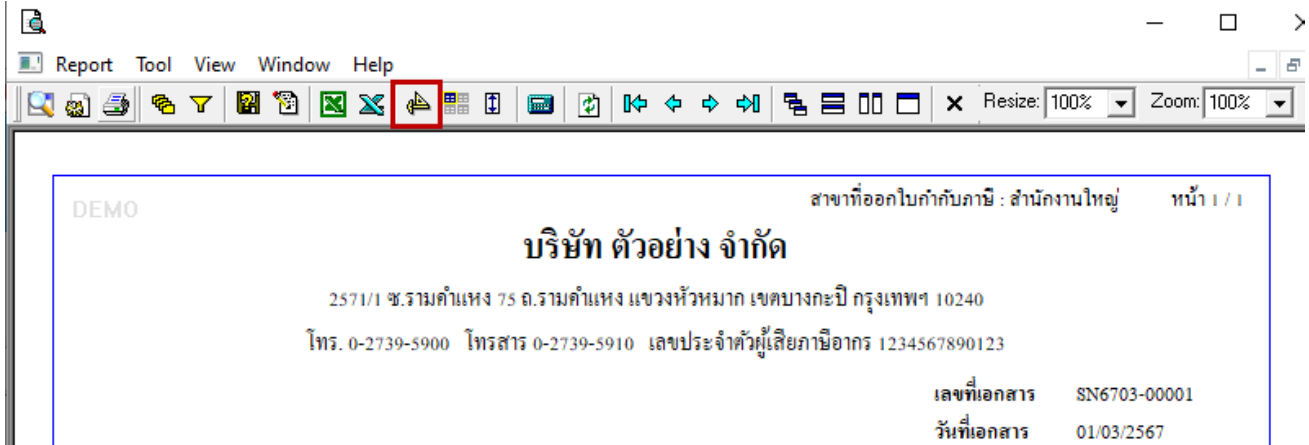 Report Tool View Window Help
Resize: 100% Zoom: 100%
DEMO
สาขาที่ออกใบกำกับภาษี : สำนักงานใหญ่ หน้า 1 / 1
บริษัท ตัวอย่าง จำกัด
2571/1 ซ.รามคำแหง 75 ถ.รามคำแหง แขวงหัวหมาก เขตบางกะปิ กรุงเทพฯ 10240
โทร. 0-2739-5900 โทรสาร 0-2739-5910 เลขประจำตัวผู้เสียภาษีอากร 1234567890123
เลขที่เอกสาร SN6703-00001
วันที่เอกสาร 01/03/2567